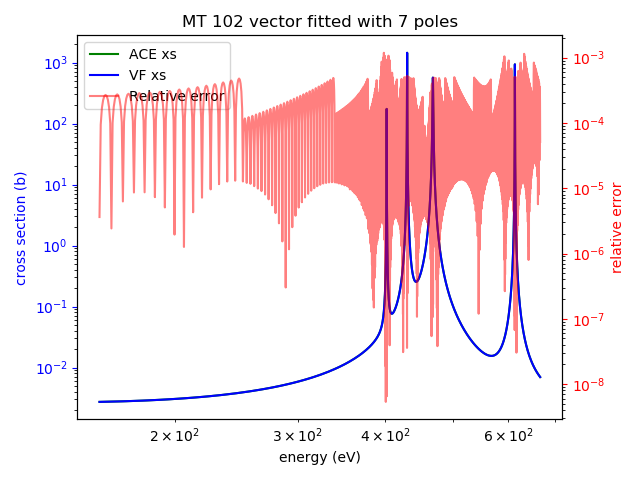 MT 102 vector fitted with 7 poles
ACE xs
VF xs
Relative error
cross section (b)
10³
10²
10¹
10⁰
10⁻¹
10⁻²
relative error
10⁻³
10⁻⁴
10⁻⁵
10⁻⁶
10⁻⁷
10⁻⁸
2 × 10² 3 × 10² 4 × 10² 6 × 10²
energy (eV)